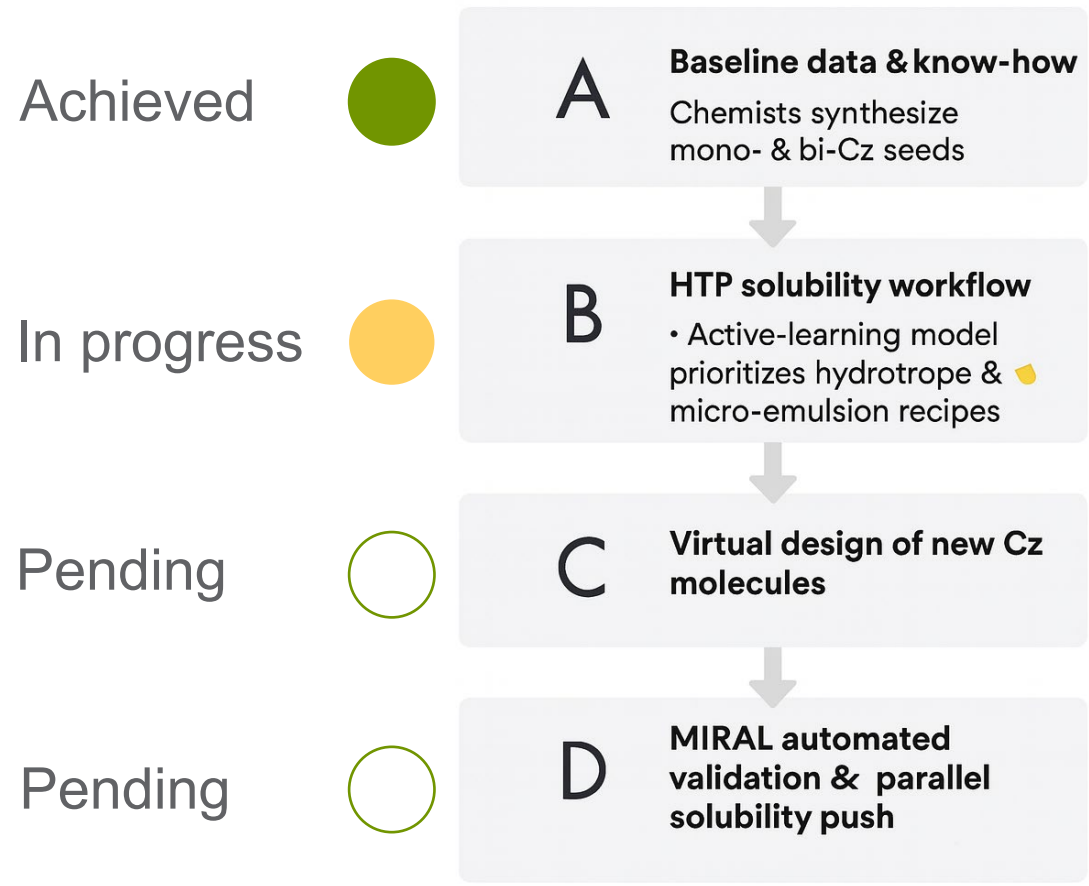 Achieved
A
Baseline data & know-how
Chemists synthesize
mono- & bi-Cz seeds
In progress
B
HTP solubility workflow
• Active-learning model
prioritizes hydrotrope &
micro-emulsion recipes
Pending
C
Virtual design of new Cz
molecules
Pending
D
MIRAL automated
validation & parallel
solubility push